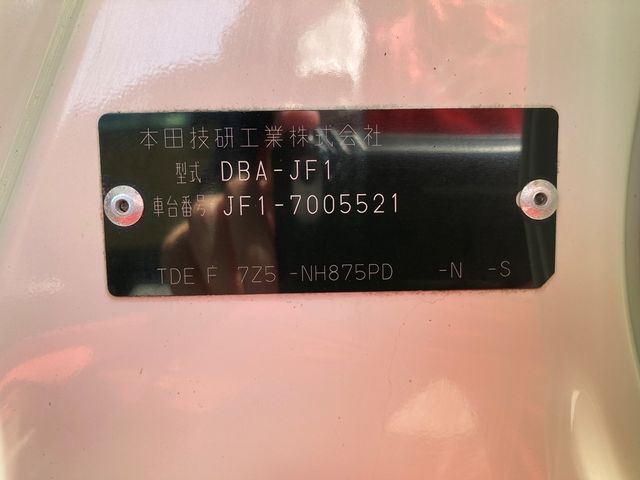 本田技研工業株式会社
型式 DBA-JF1
車台番号 JF1-7005521
TDE F 7Z5 -NH875PD -N -S